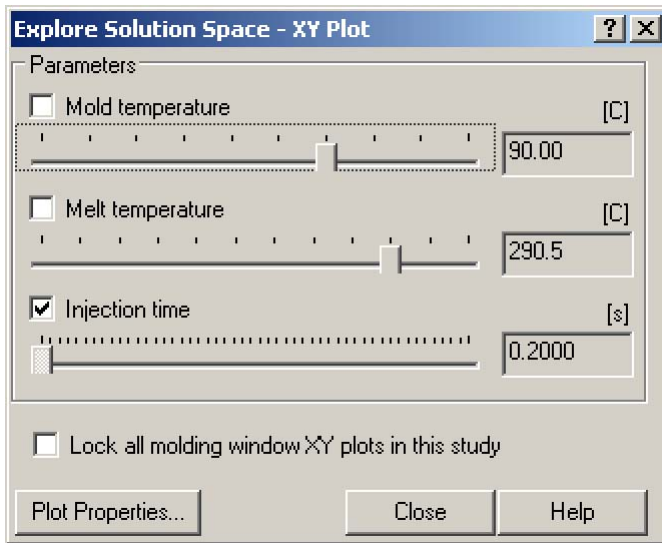 Explore Solution Space - XY Plot
Parameters
Mold temperature [C]
90.00
Melt temperature [C]
290.5
Injection time [s]
0.2000
Lock all molding window XY plots in this study
Plot Properties... Close Help